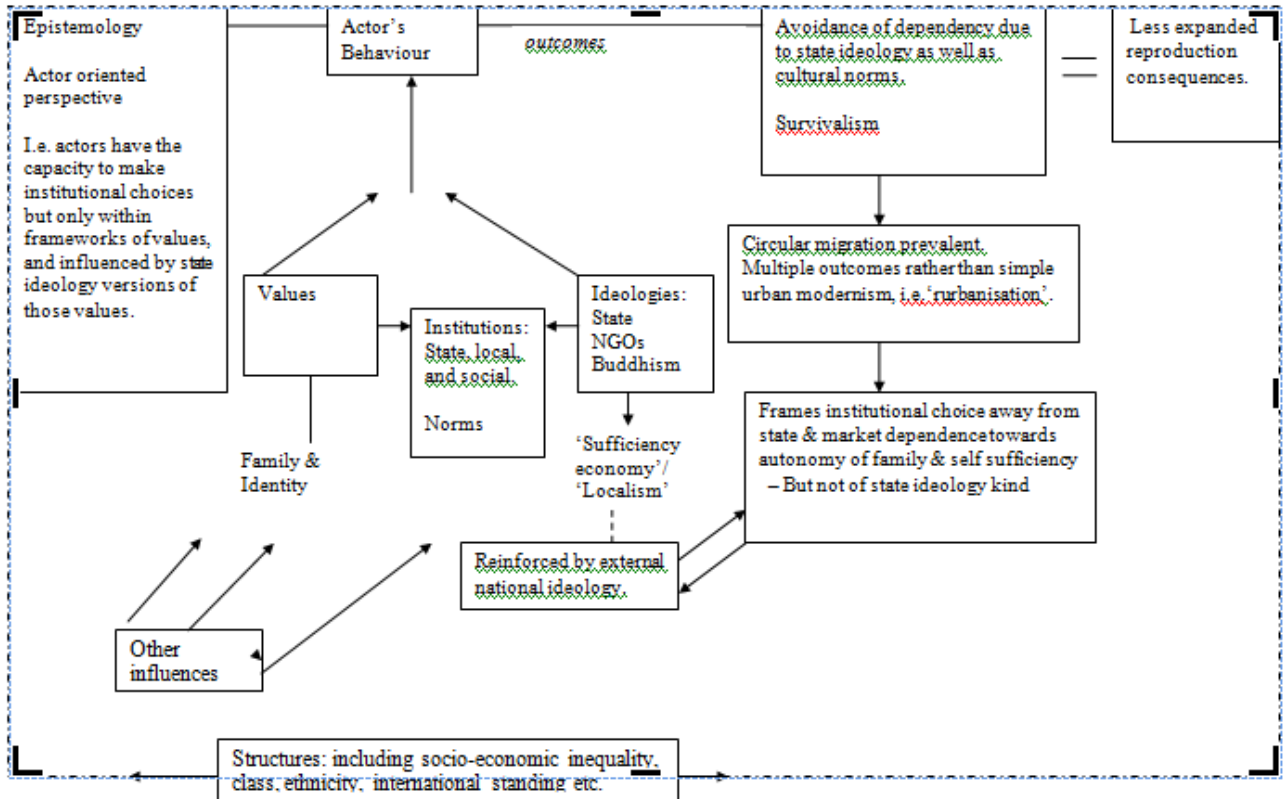 Epistemology
Actor oriented
perspective
I.e. actors have the
capacity to make
institutional choices
but only within
frameworks of values,
and influenced by state
ideology versions of
those values.
Actor's
Behaviour
outcomes
Avoidance of dependency due
to state ideology as well as
cultural norms.
Survivalism
Less expanded
reproduction
consequences.
Circular migration prevalent.
Multiple outcomes rather than simple
urban modernism, i.e. 'rurbanisation'.
Values
Institutions:
State, local,
and social.
Norms
Ideologies:
State
NGOs
Buddhism
Family &
Identity
'Sufficiency
economy'/
'Localism'
Frames institutional choice away from
state & market dependence towards
autonomy of family & self sufficiency
– But not of state ideology kind
Reinforced by external
national ideology.
Other
influences
Structures: including socio-economic inequality,
class, ethnicity, international standing etc.